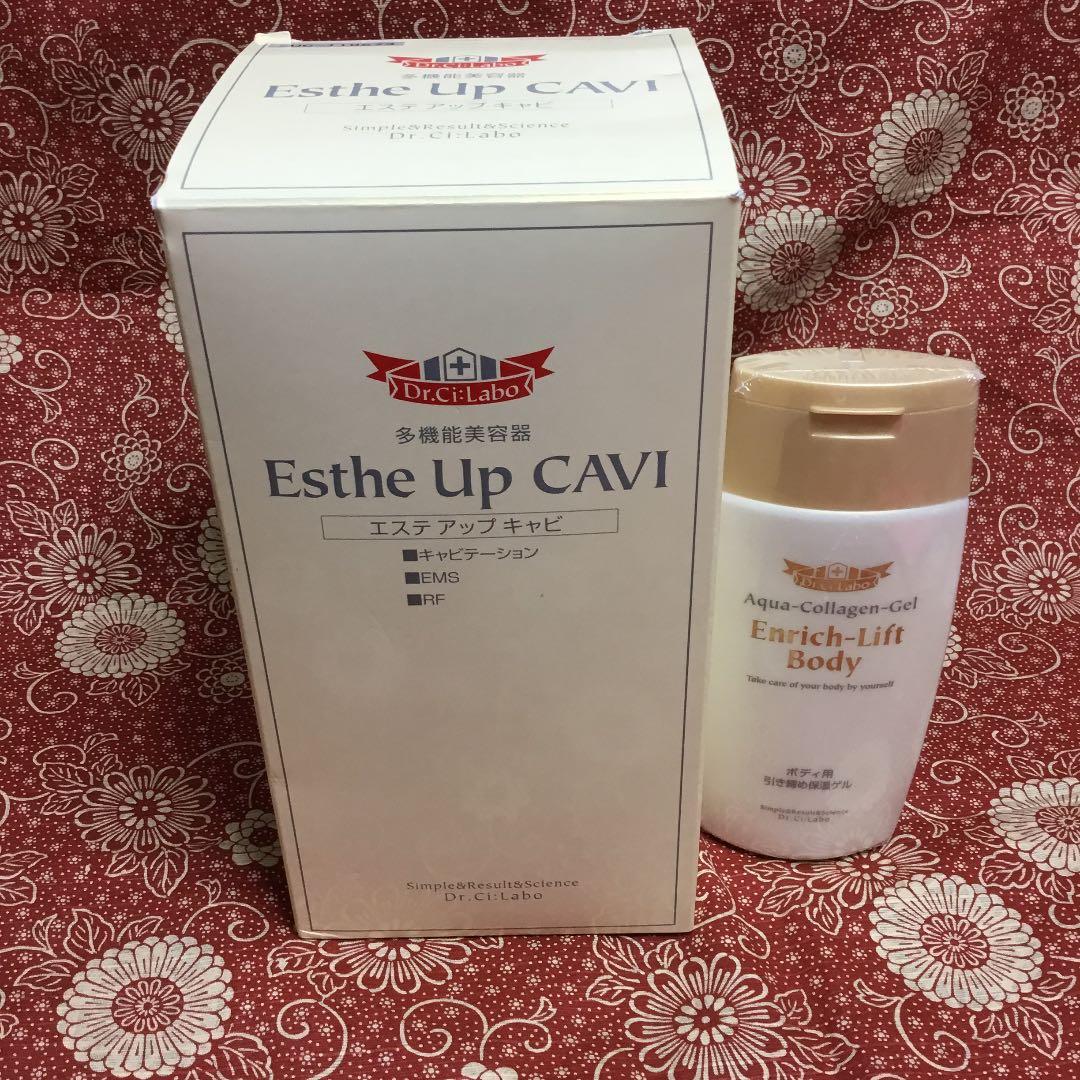 Dr.Ci:Labo
多機能美容器
Esthe Up CAVI
エステ アップ キャビ
Simple&Result&Science
Dr.Ci:Labo
Dr.Ci:Labo
多機能美容器
Esthe Up CAVI
エステ アップ キャビ
■キャビテーション
■EMS
■RF
Simple&Result&Science
Dr.Ci:Labo
Dr.Ci:Labo
Aqua-Collagen-Gel
Enrich-Lift
Body
Take care of your body by yourself
ボディ用
引き締め保湿ゲル
Simple&Result&Science
Dr.Ci:Labo